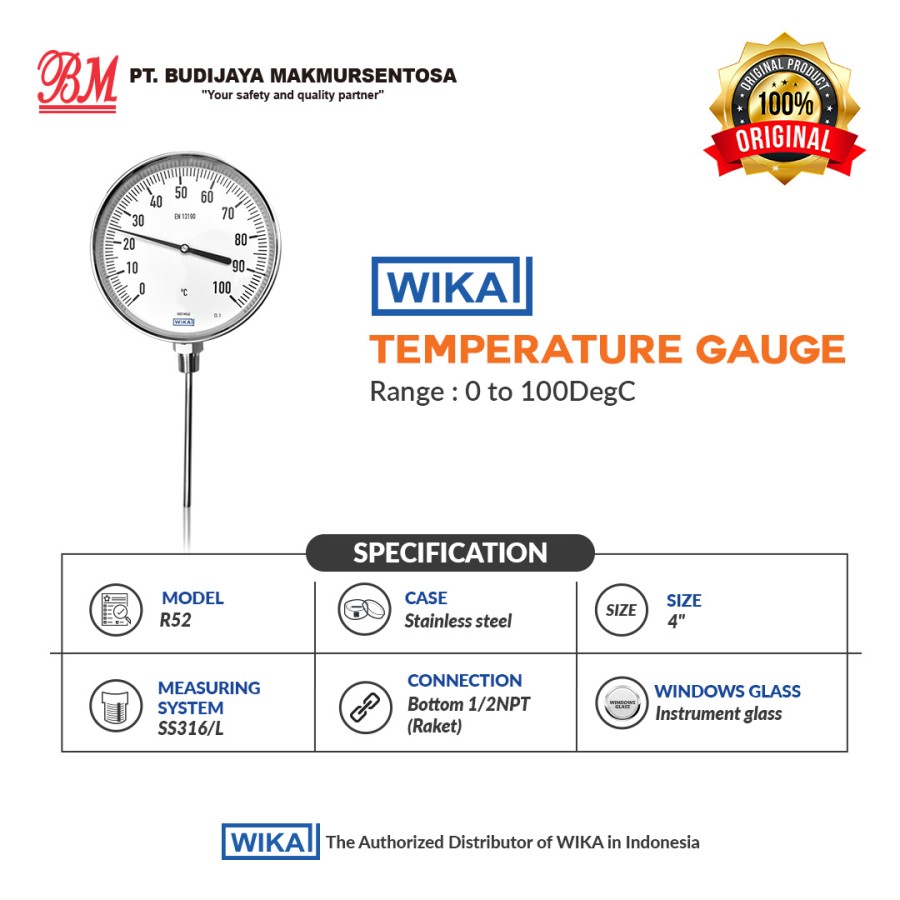 BM PT. BUDIJAYA MAKMURSENTOSA
"Your safety and quality partner"
ORIGINAL PRODUCT
100%
ORIGINAL
0 10 20 30 40 50 60 70 80 90 100
EN 13190
°C
WIKA
WIKA
TEMPERATURE GAUGE
Range : 0 to 100DegC
SPECIFICATION
MODEL
R52
CASE
Stainless steel
SIZE
SIZE
4"
MEASURING
SYSTEM
SS316/L
CONNECTION
Bottom 1/2NPT
(Raket)
WINDOWS
GLASS
WINDOWS GLASS
Instrument glass
WIKA The Authorized Distributor of WIKA in Indonesia